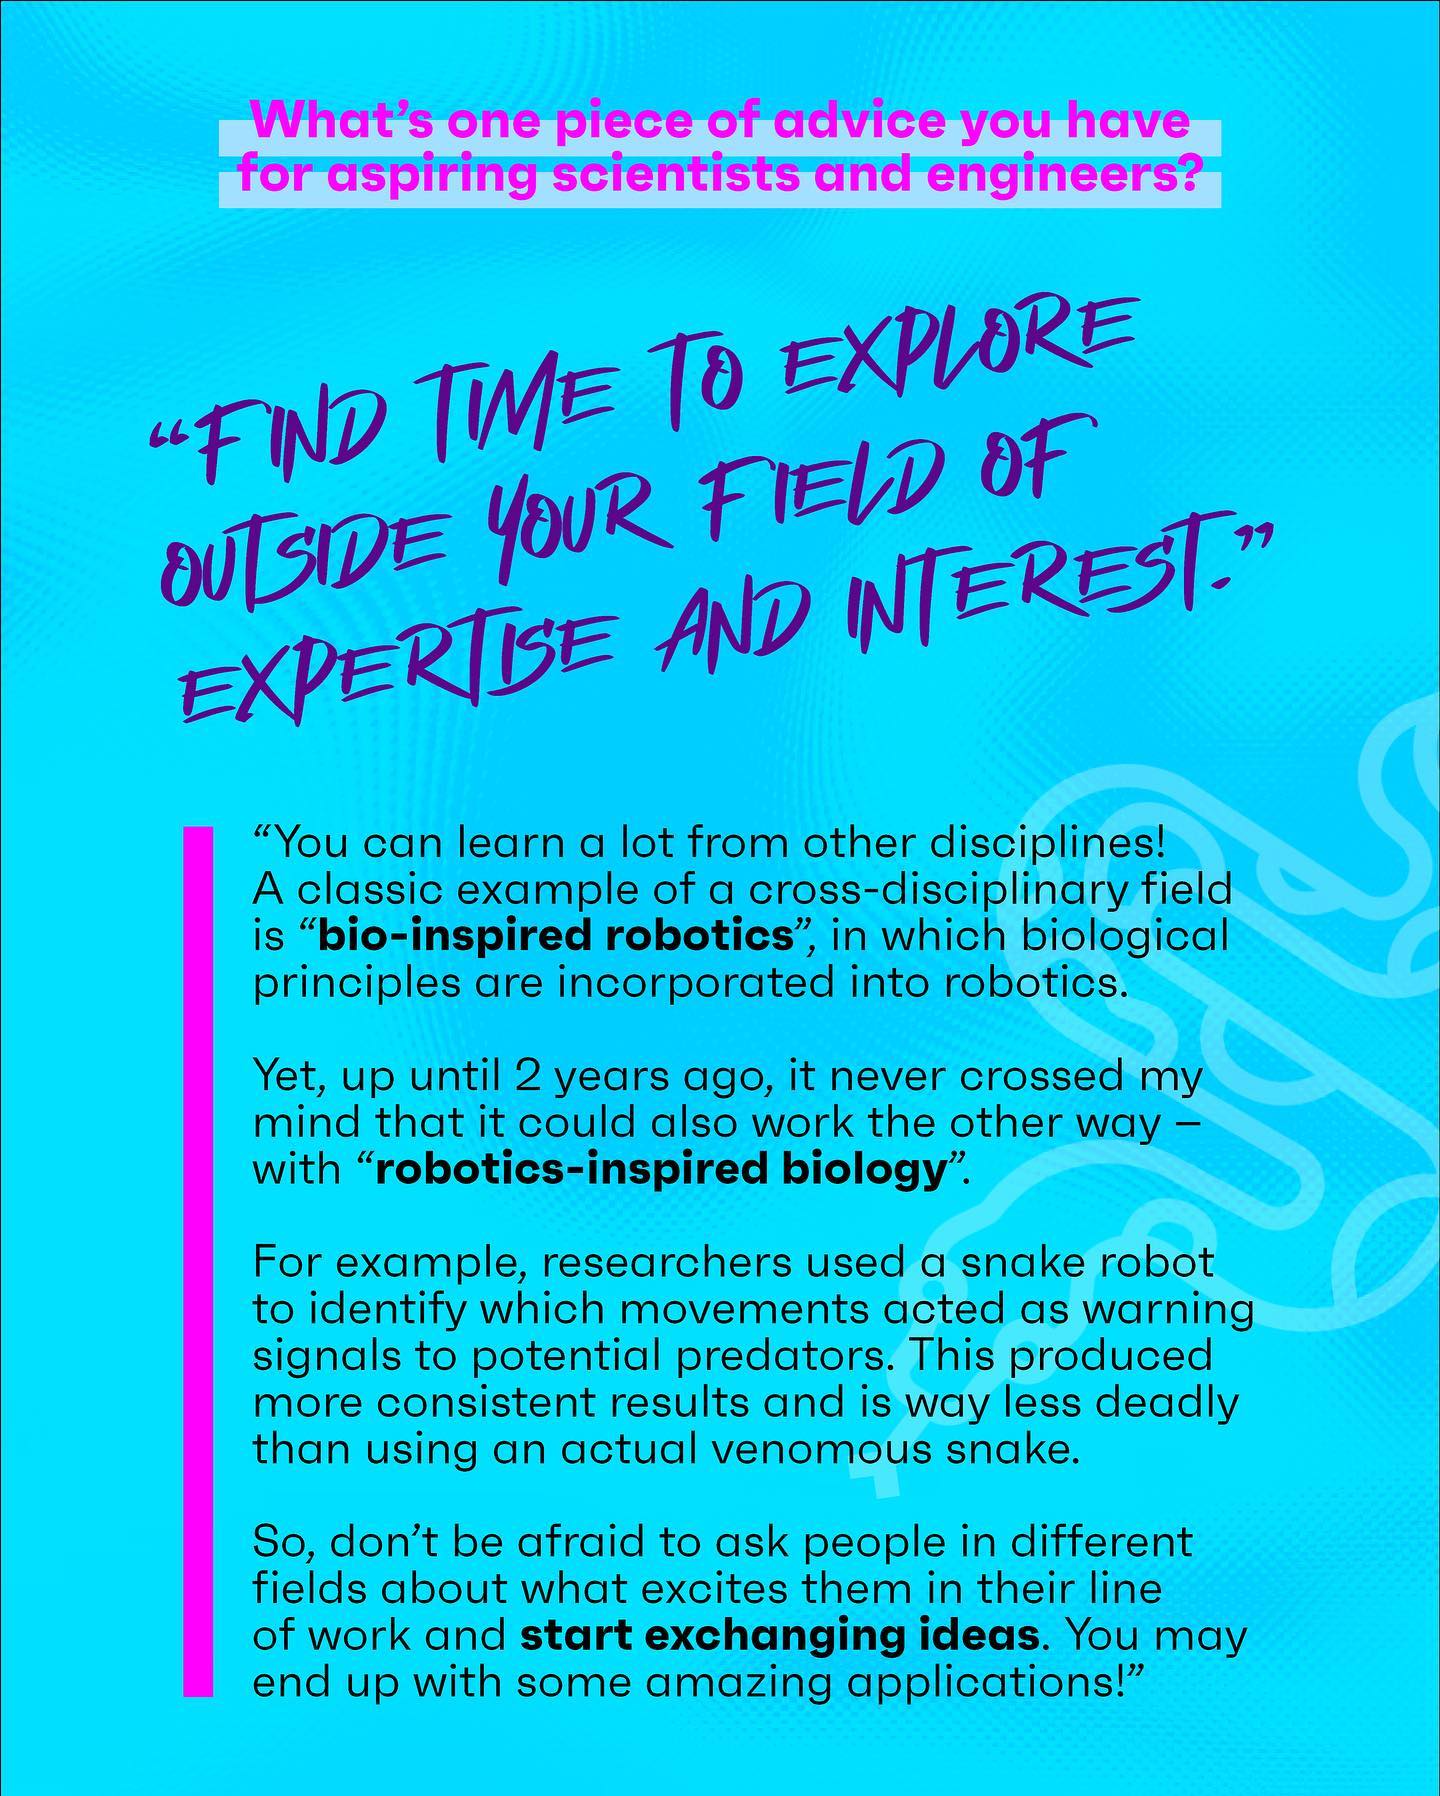 What’s one piece of advice you have
for aspiring scientists and engineers?
“FIND TIME TO EXPLORE
OUTSIDE YOUR FIELD OF
EXPERTISE AND INTEREST.”
“You can learn a lot from other disciplines!
A classic example of a cross-disciplinary field
is “bio-inspired robotics”, in which biological
principles are incorporated into robotics.
Yet, up until 2 years ago, it never crossed my
mind that it could also work the other way –
with “robotics-inspired biology”.
For example, researchers used a snake robot
to identify which movements acted as warning
signals to potential predators. This produced
more consistent results and is way less deadly
than using an actual venomous snake.
So, don’t be afraid to ask people in different
fields about what excites them in their line
of work and start exchanging ideas. You may
end up with some amazing applications!”